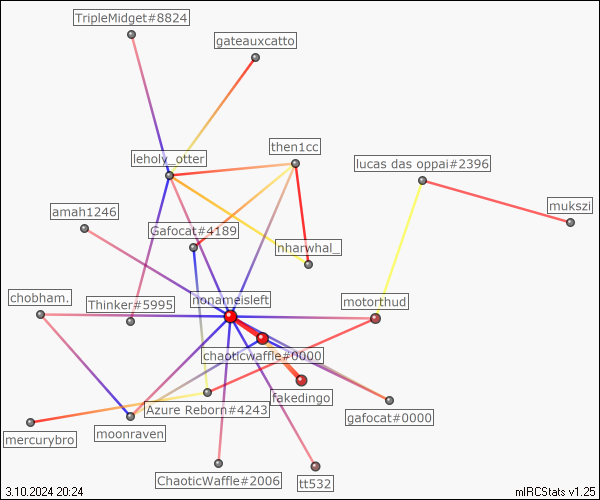 TripleMidget#8824
gateauxcatto
then1cc
leholy_otter
lucas das oppai#2396
mukszi
amah1246
Gafocat#4189
nharwhal_
chobham.
Thinker#5995
nonameisleft
motorthud
chaoticwaffle#0000
fakedingo
Azure Reborn#4243
gafocat#0000
mercurybro
moonraven
ChaoticWaffle#2006
tt532
3.10.2024 20:24
mIRCStats v1.25